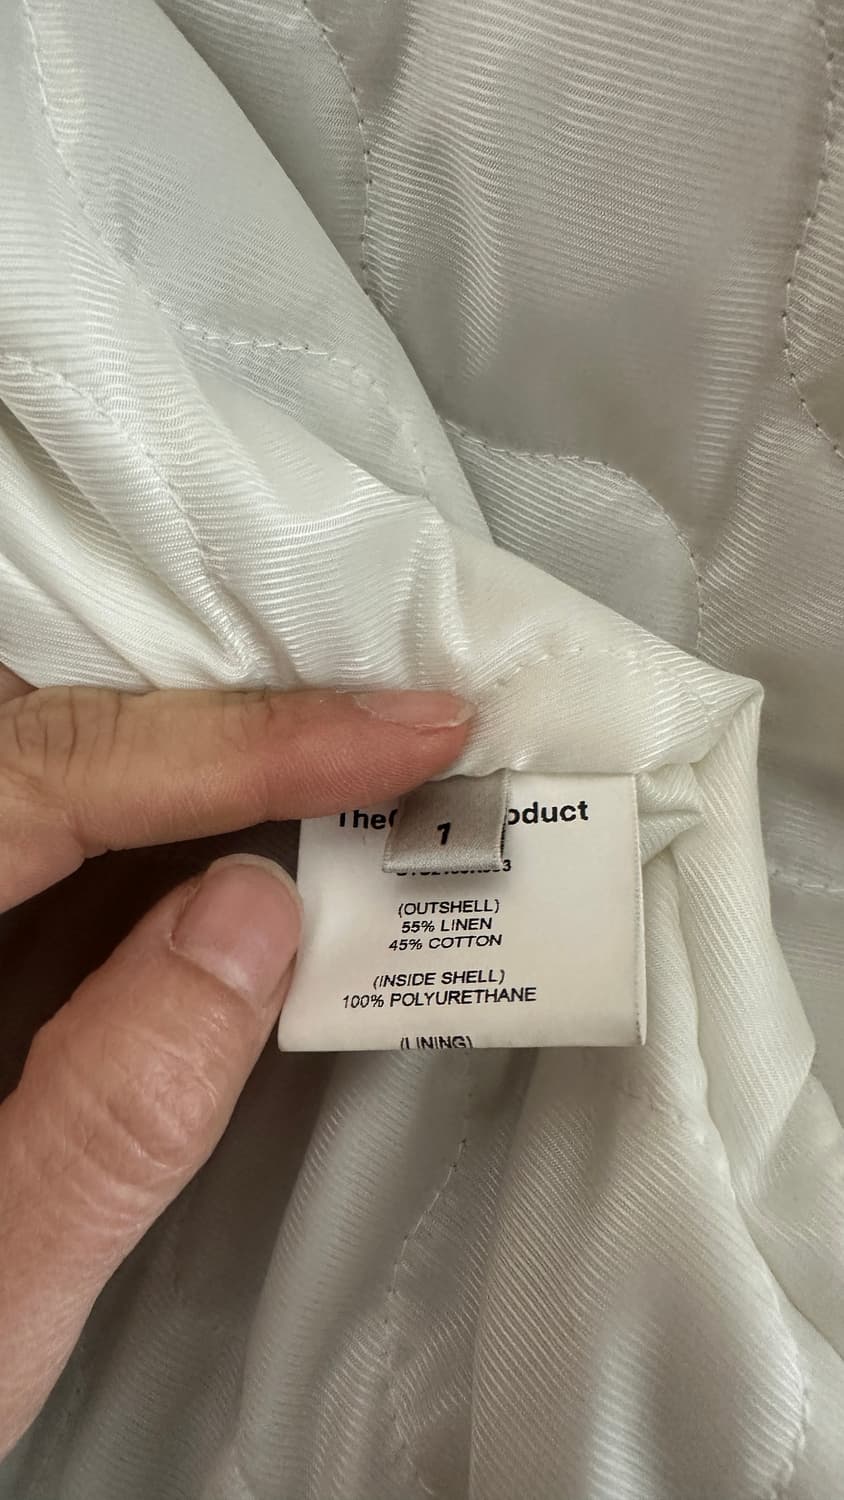 1
(OUTSHELL)
55% LINEN
45% COTTON
(INSIDE SHELL)
100% POLYURETHANE
(LINING)